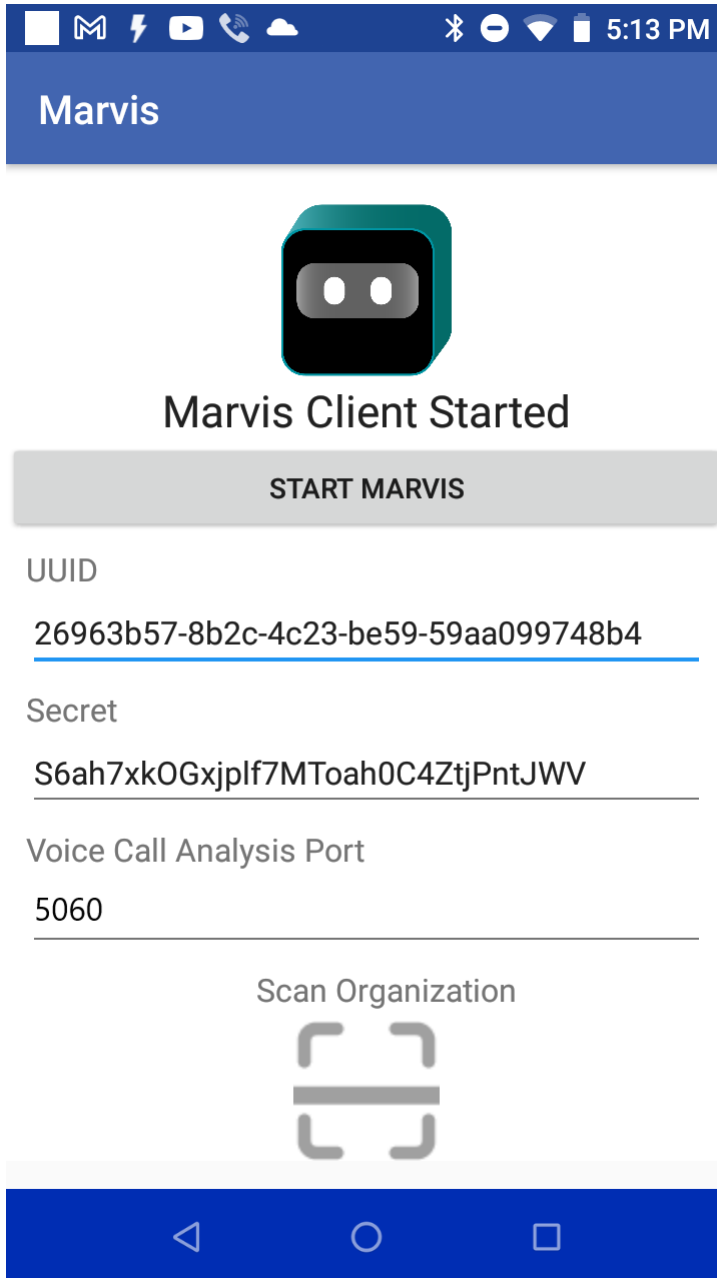 5:13 PM
Marvis
Marvis Client Started
START MARVIS
UUID
26963b57-8b2c-4c23-be59-59aa099748b4
Secret
S6ah7xkOGxjplf7MToah0C4ZtjPntJWV
Voice Call Analysis Port
5060
Scan Organization